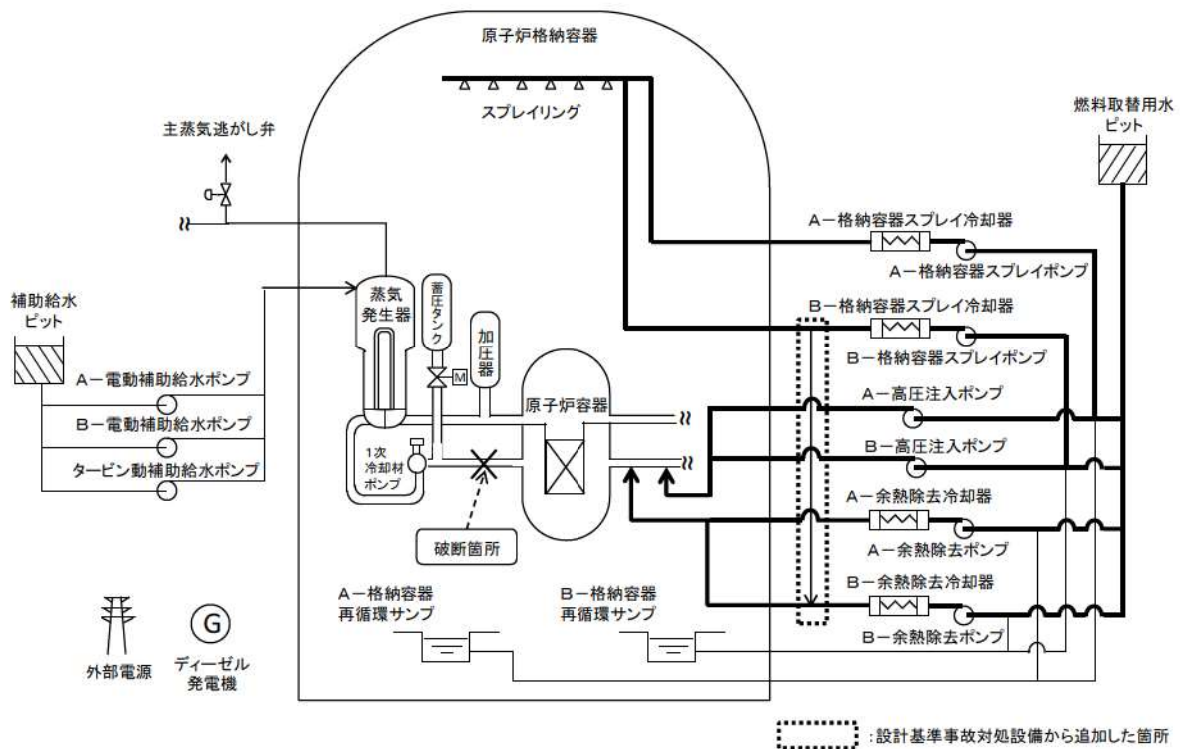 原子炉格納容器
スプレイリング
燃料取替用水
ピット
主蒸気逃がし弁
A－格納容器スプレイ冷却器
A－格納容器スプレイポンプ
補助給水
ピット
蒸気
発生器
蓄圧タンク
加圧器
M
B－格納容器スプレイ冷却器
B－格納容器スプレイポンプ
A－電動補助給水ポンプ
B－電動補助給水ポンプ
タービン動補助給水ポンプ
原子炉容器
A－高圧注入ポンプ
B－高圧注入ポンプ
1次
冷却材
ポンプ
破断箇所
A－余熱除去冷却器
A－余熱除去ポンプ
B－余熱除去冷却器
B－余熱除去ポンプ
A－格納容器
再循環サンプ
B－格納容器
再循環サンプ
外部電源
G
ディーゼル
発電機
：設計基準事故対処設備から追加した箇所